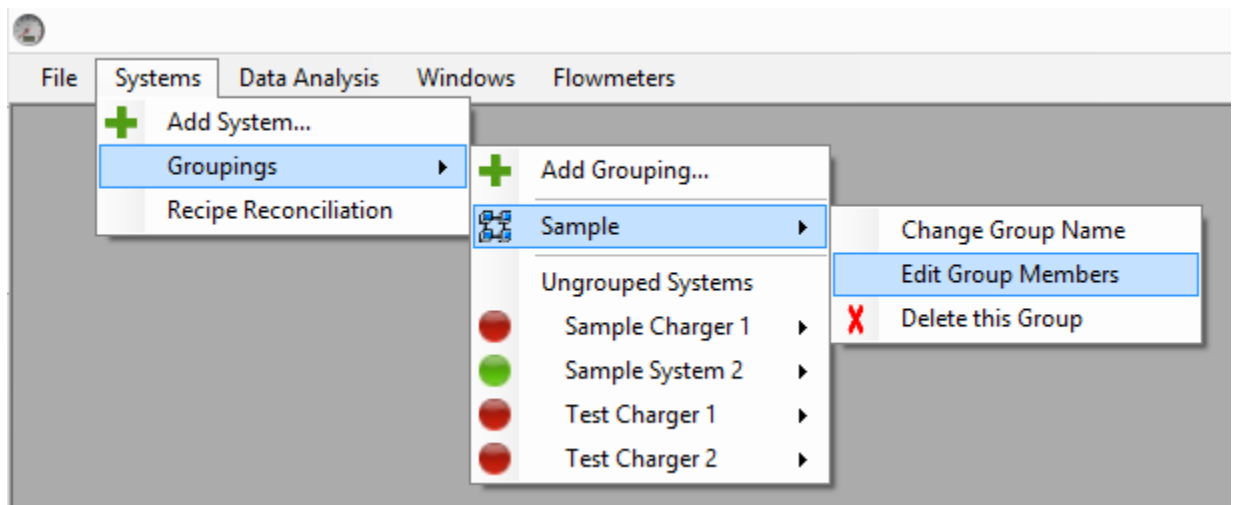 File Systems Data Analysis Windows Flowmeters
Add System...
Groupings
Recipe Reconciliation
Add Grouping...
Sample
Ungrouped Systems
Sample Charger 1
Sample System 2
Test Charger 1
Test Charger 2
Change Group Name
Edit Group Members
Delete this Group